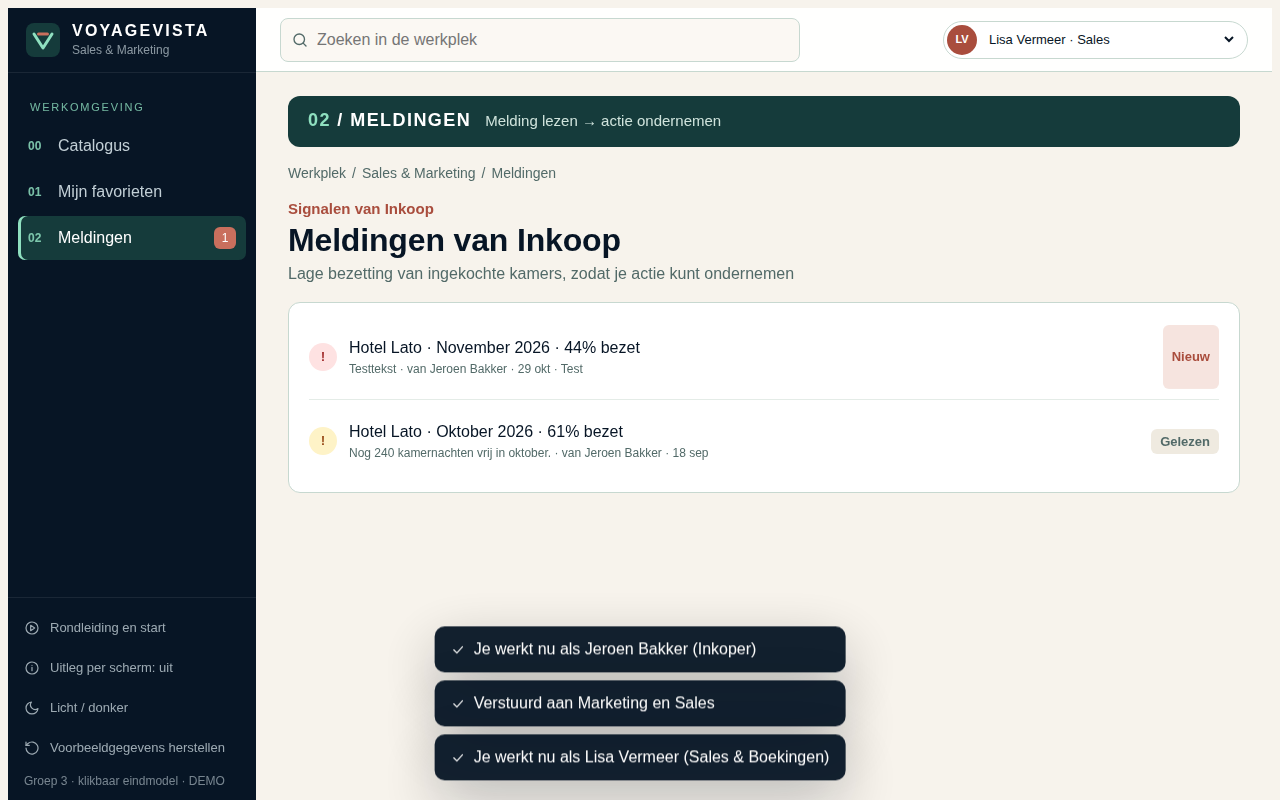 VOYAGEVISTA
Sales & Marketing
WERKOMGEVING
00 Catalogus
01 Mijn favorieten
02 Meldingen 1
Rondleiding en start
Uitleg per scherm: uit
Licht / donker
Voorbeeldgegevens herstellen
Groep 3 · klikbaar eindmodel · DEMO
Zoeken in de werkplek
LV Lisa Vermeer · Sales
02 / MELDINGEN Melding lezen → actie ondernemen
Werkplek / Sales & Marketing / Meldingen
Signalen van Inkoop
Meldingen van Inkoop
Lage bezetting van ingekochte kamers, zodat je actie kunt ondernemen
! Hotel Lato · November 2026 · 44% bezet
Testtekst · van Jeroen Bakker · 29 okt · Test
Nieuw
! Hotel Lato · Oktober 2026 · 61% bezet
Nog 240 kamernachten vrij in oktober. · van Jeroen Bakker · 18 sep
Gelezen
Je werkt nu als Jeroen Bakker (Inkoper)
Verstuurd aan Marketing en Sales
Je werkt nu als Lisa Vermeer (Sales & Boekingen)